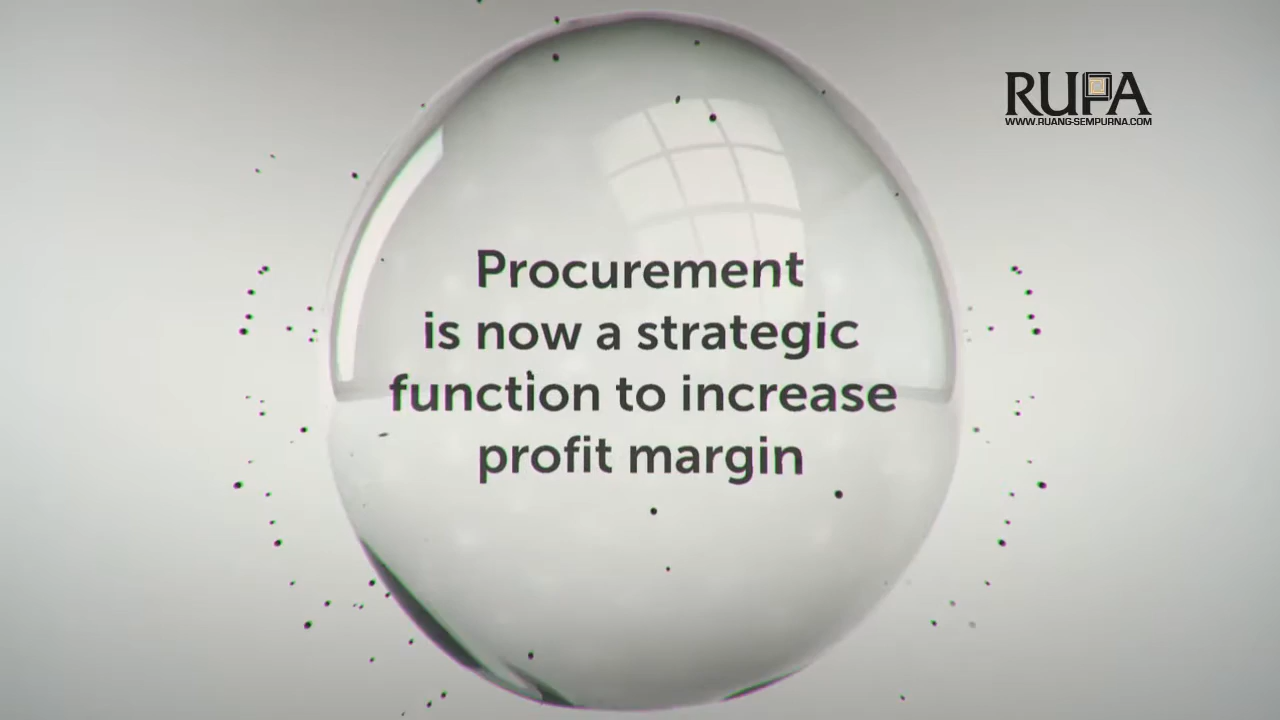 RUPA
WWW.RUANG-SEMPURNA.COM
Procurement
is now a strategic
function to increase
profit margin